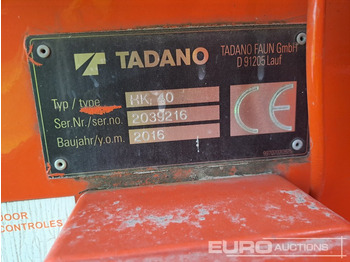 TADANO
TADANO FAUN GmbH
D 91205 Lauf
Typ/type
Ser.Nr/ser.no. 2039216
Baujahr/y.o.m. 2016
CE
DOOR
CONTROLES
EURO
AUCTIONS